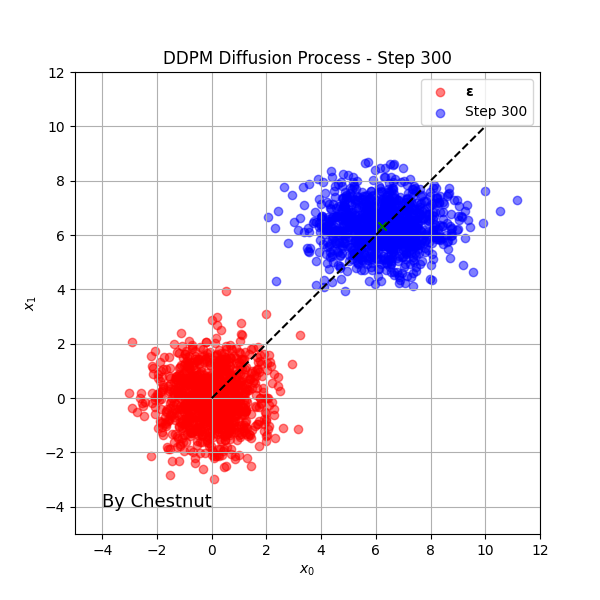 DDPM Diffusion Process - Step 300
12
10
8
6
4
2
0
−2
−4
x₁
ε
Step 300
By Chestnut
−4 −2 0 2 4 6 8 10 12
x₀